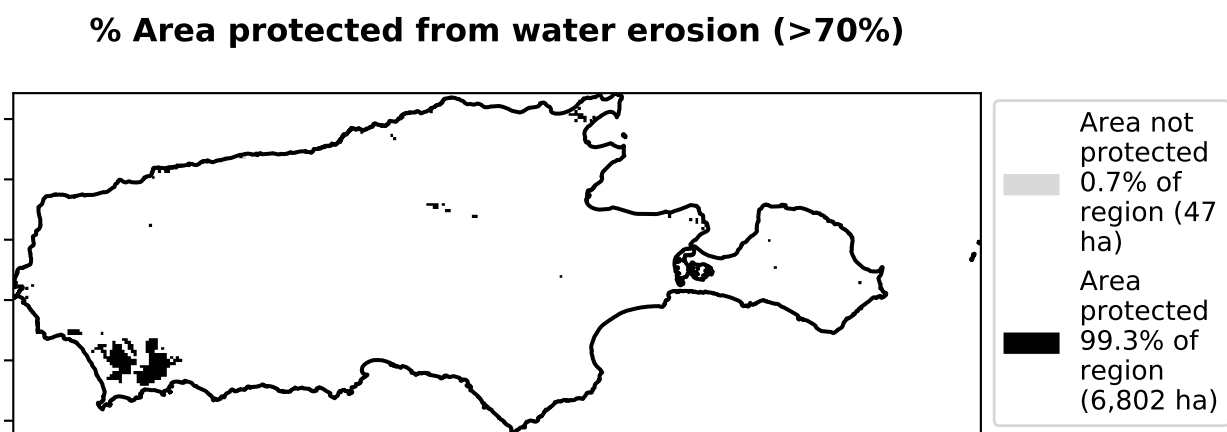 % Area protected from water erosion (>70%)
Area not
protected
0.7% of
region (47
ha)
Area
protected
99.3% of
region
(6,802 ha)